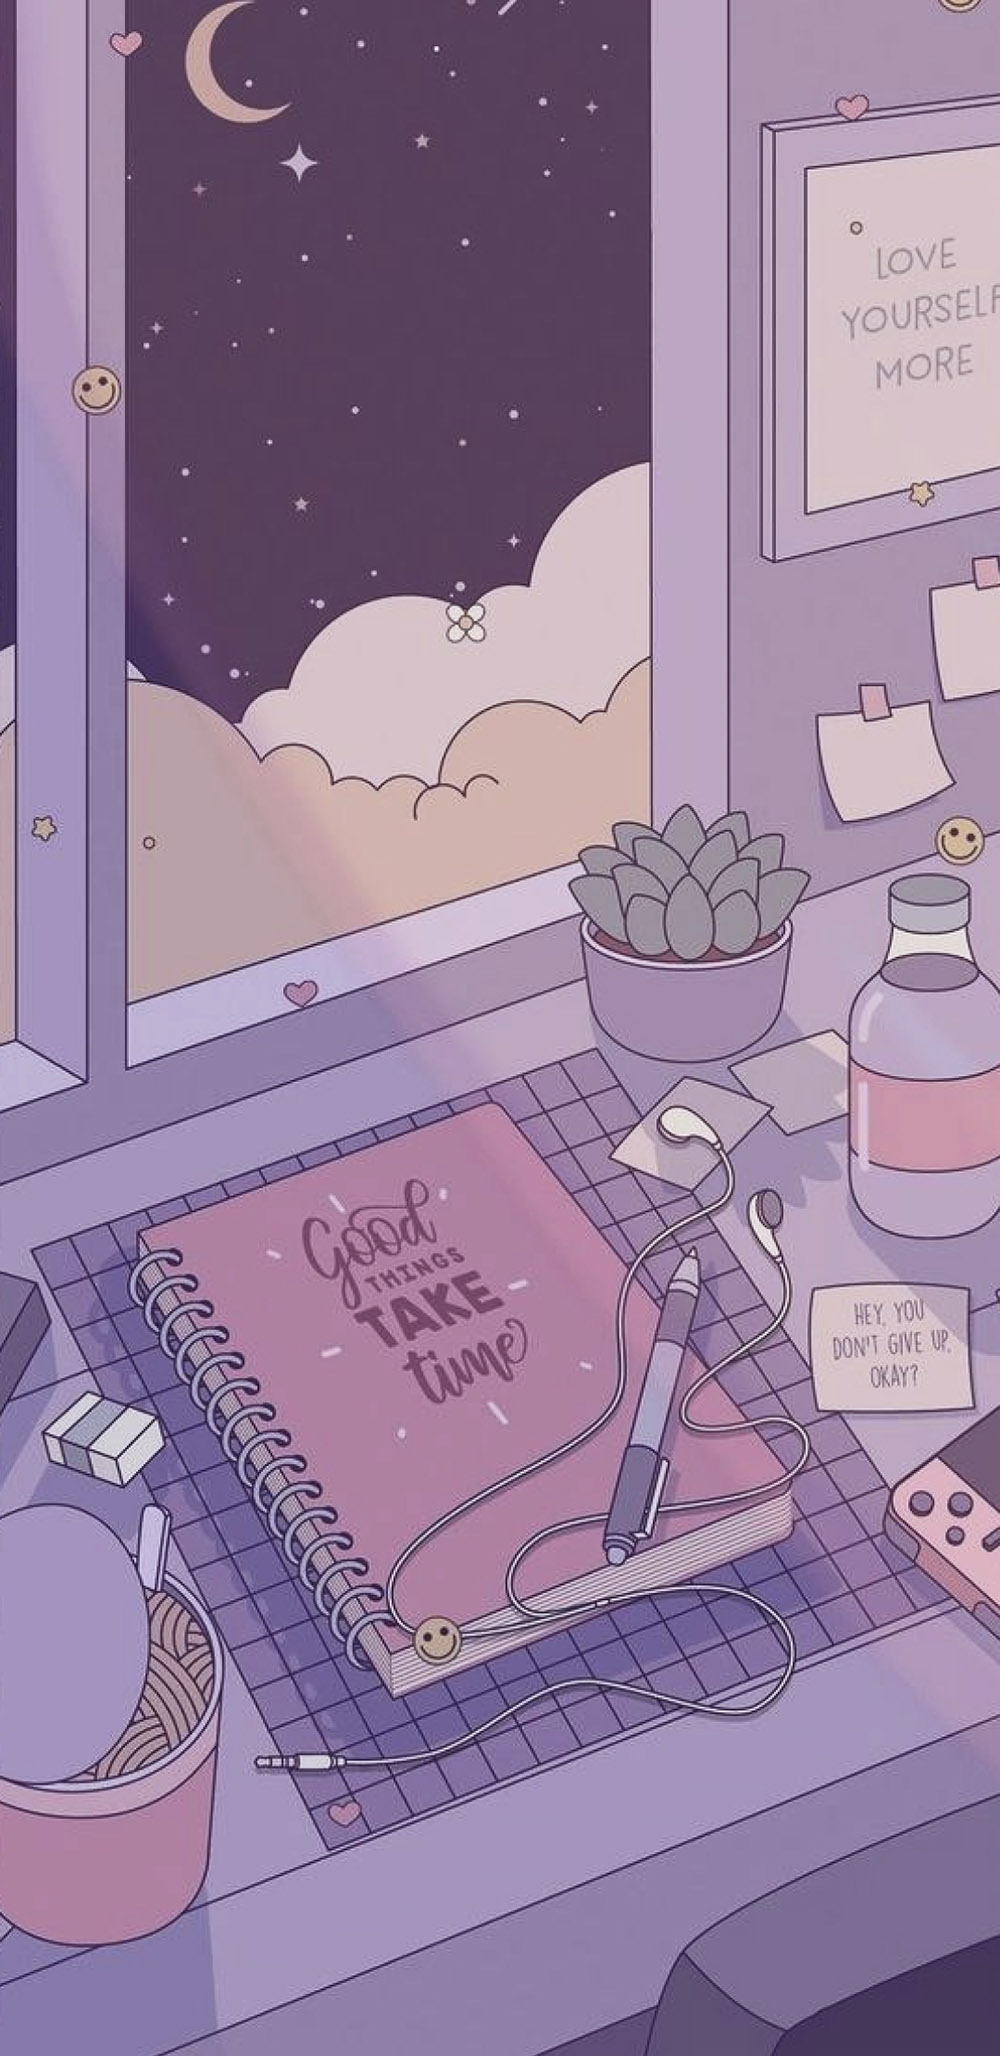 LOVE
YOURSELF
MORE
Good
THINGS
TAKE
time
HEY, YOU
DON'T GIVE UP,
OKAY?